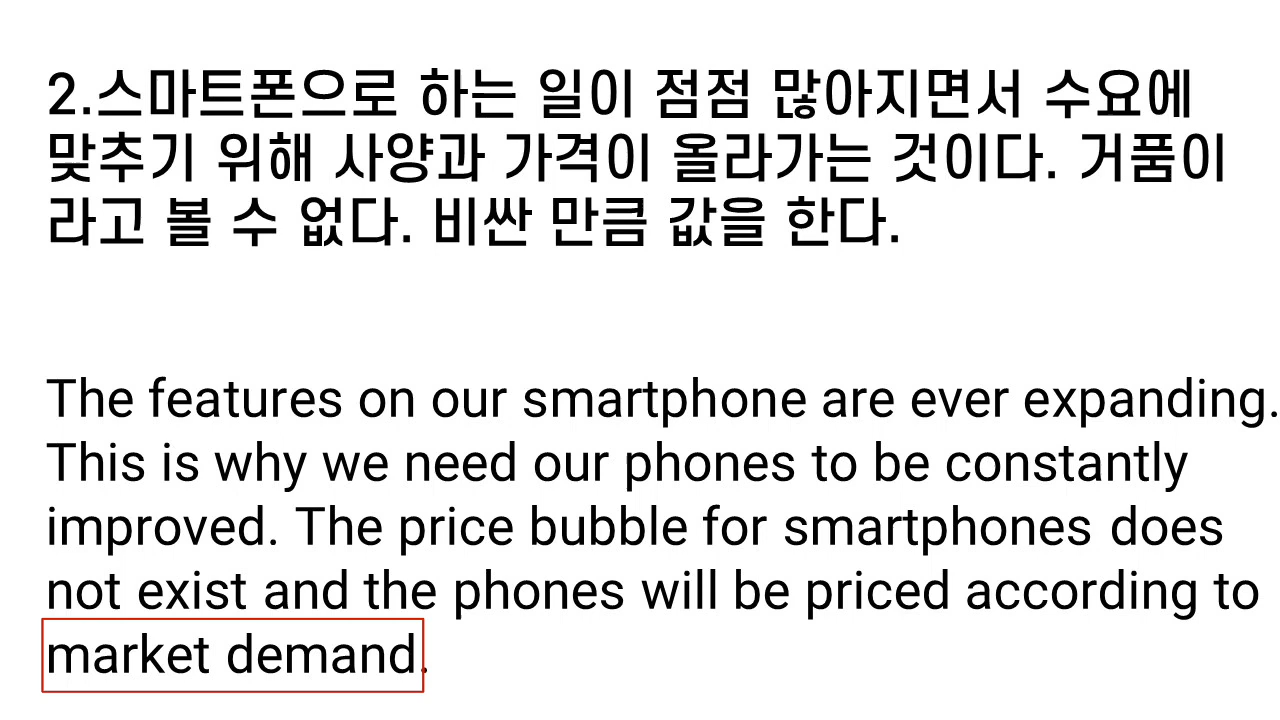 2.스마트폰으로 하는 일이 점점 많아지면서 수요에
맞추기 위해 사양과 가격이 올라가는 것이다. 거품이
라고 볼 수 없다. 비싼 만큼 값을 한다.
The features on our smartphone are ever expanding.
This is why we need our phones to be constantly
improved. The price bubble for smartphones does
not exist and the phones will be priced according to
market demand.